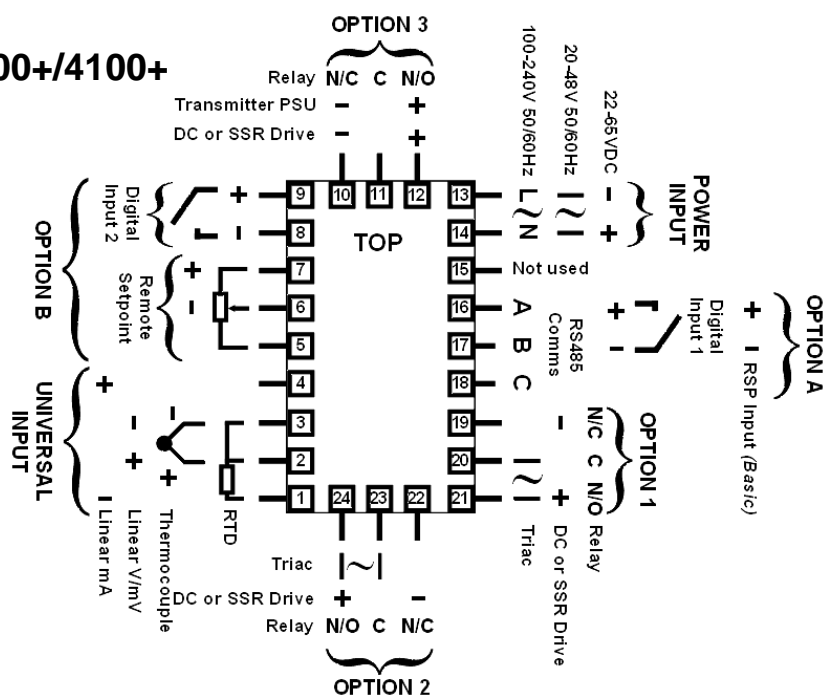 00+/4100+
OPTION 3
Relay N/C C N/O
Transmitter PSU − +
DC or SSR Drive − +
100-240V 50/60Hz
20-48V 50/60Hz
22-65VDC
POWER
INPUT
L
N
− +
9
8
7
6
5
4
3
2
1
10 11 12
TOP
13
14
15
16
17
18
19
20
21
24 23 22
Digital
Input 2
+
−
Remote
Setpoint
+
−
OPTION B
UNIVERSAL
INPUT
+
−
Linear mA
−
+
Linear V/mV
−
+
Thermocouple
RTD
Not used
A
B
C
RS485
Comms
+
−
Digital
Input 1
+
−
RSP Input (Basic)
OPTION A
N/C C N/O
Relay
OPTION 1
−
+
DC or SSR Drive
Triac
Triac
DC or SSR Drive + −
Relay N/O C N/C
OPTION 2